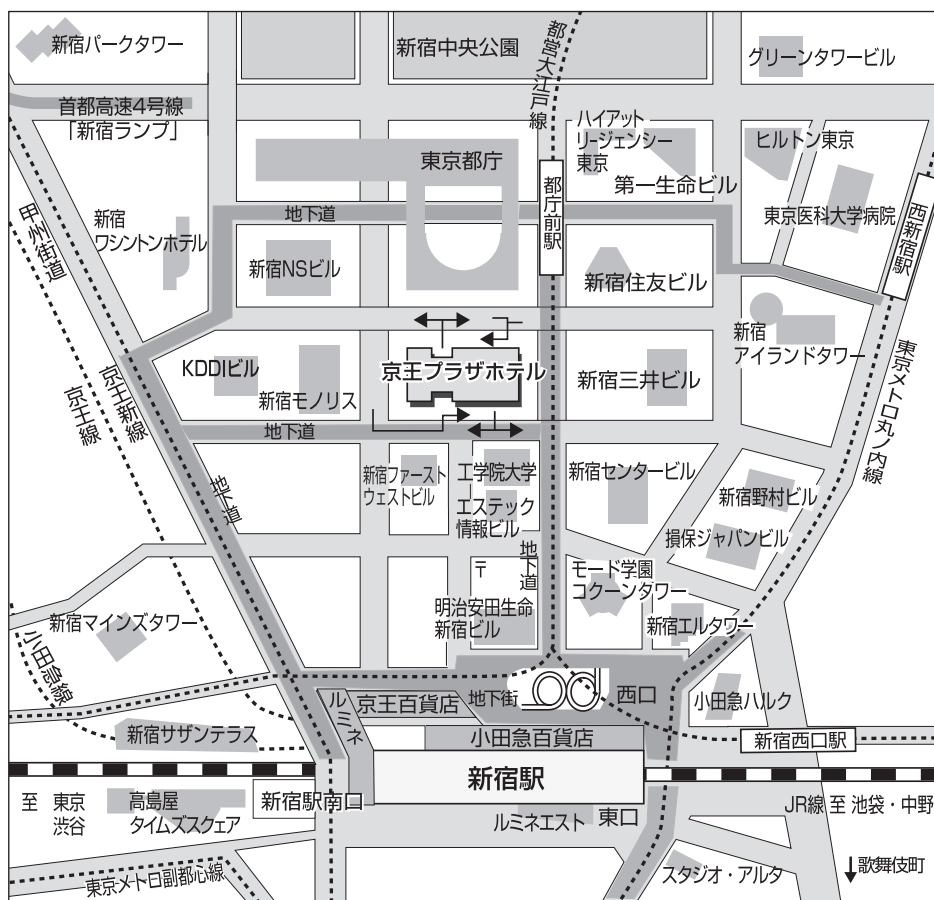 新宿パークタワー
新宿中央公園
都営大江戸線
グリーンタワービル
首都高速4号線
「新宿ランプ」
ハイアット
リージェンシー
東京
ヒルトン東京
東京都庁
第一生命ビル
都庁前駅
東京医科大学病院
西新宿駅
地下道
甲州街道
新宿
ワシントンホテル
新宿NSビル
新宿住友ビル
新宿
アイランドタワー
KDDIビル
京王プラザホテル
新宿三井ビル
新宿モノリス
京王新線
京王線
東京メトロ丸ノ内線
地下道
地下道
新宿ファースト
ウェストビル
工学院大学
エステック
情報ビル
新宿センタービル
新宿野村ビル
損保ジャパンビル
地下道
〒
モード学園
コクーンタワー
明治安田生命
新宿ビル
新宿エルタワー
新宿マインズタワー
小田急線
ルミネ
京王百貨店
地下街
西口
小田急ハルク
新宿サザンテラス
小田急百貨店
新宿西口駅
新宿駅
新宿駅南口
至 東京
渋谷
高島屋
タイムズスクェア
ルミネエスト
東口
JR線 至 池袋・中野
東京メトロ副都心線
スタジオ・アルタ
↓歌舞伎町